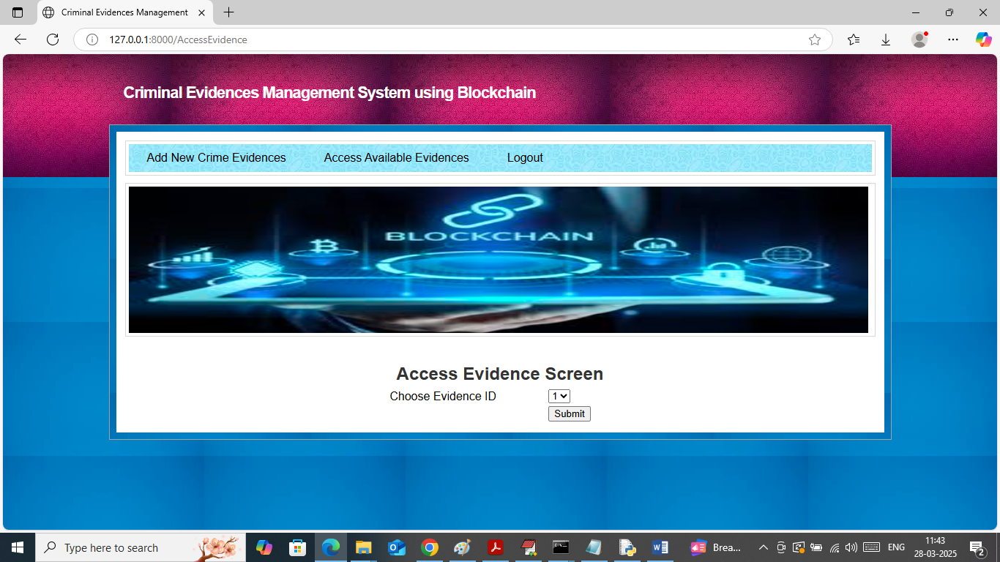 Criminal Evidences Management
127.0.0.1:8000/AccessEvidence
Criminal Evidences Management System using Blockchain
Add New Crime Evidences Access Available Evidences Logout
BLOCKCHAIN
Access Evidence Screen
Choose Evidence ID 1
Submit
Type here to search Brea... ENG 11:43
28-03-2025 2